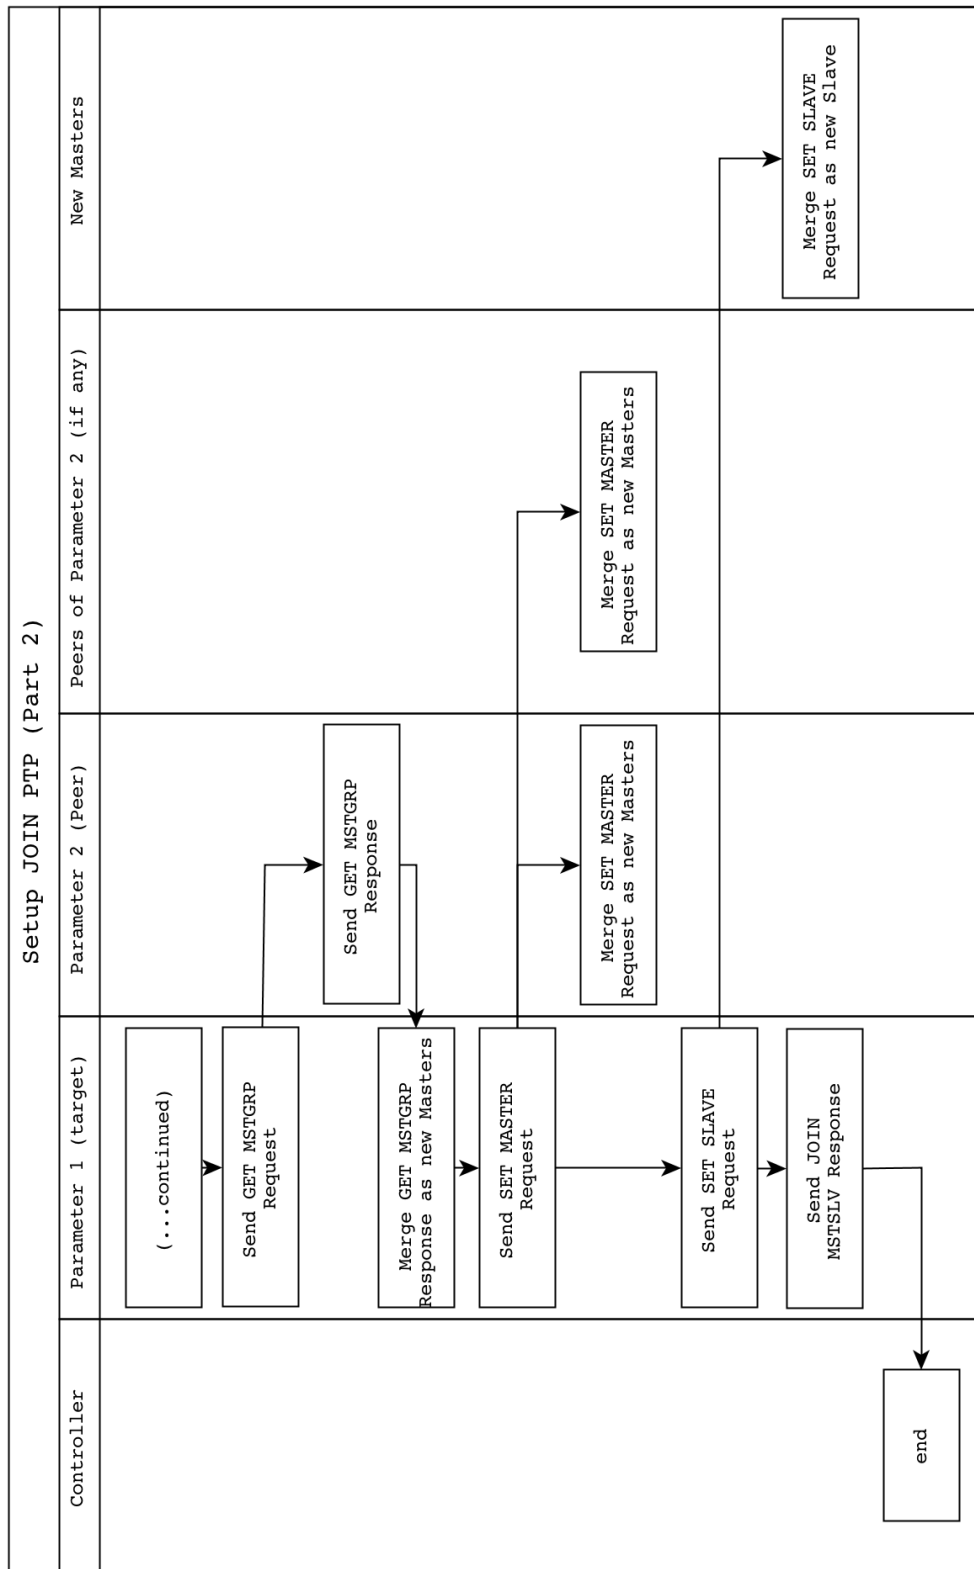 Setup JOIN PTP (Part 2)
Controller
Parameter 1 (target)
Parameter 2 (Peer)
Peers of Parameter 2 (if any)
New Masters
(...continued)
Send GET MSTGRP
Request
Send GET MSTGRP
Response
Merge GET MSTGRP
Response as new Masters
Send SET MASTER
Request
Merge SET MASTER
Request as new Masters
Merge SET MASTER
Request as new Masters
Send SET SLAVE
Request
Merge SET SLAVE
Request as new Slave
Send JOIN
MSTSLV Response
end